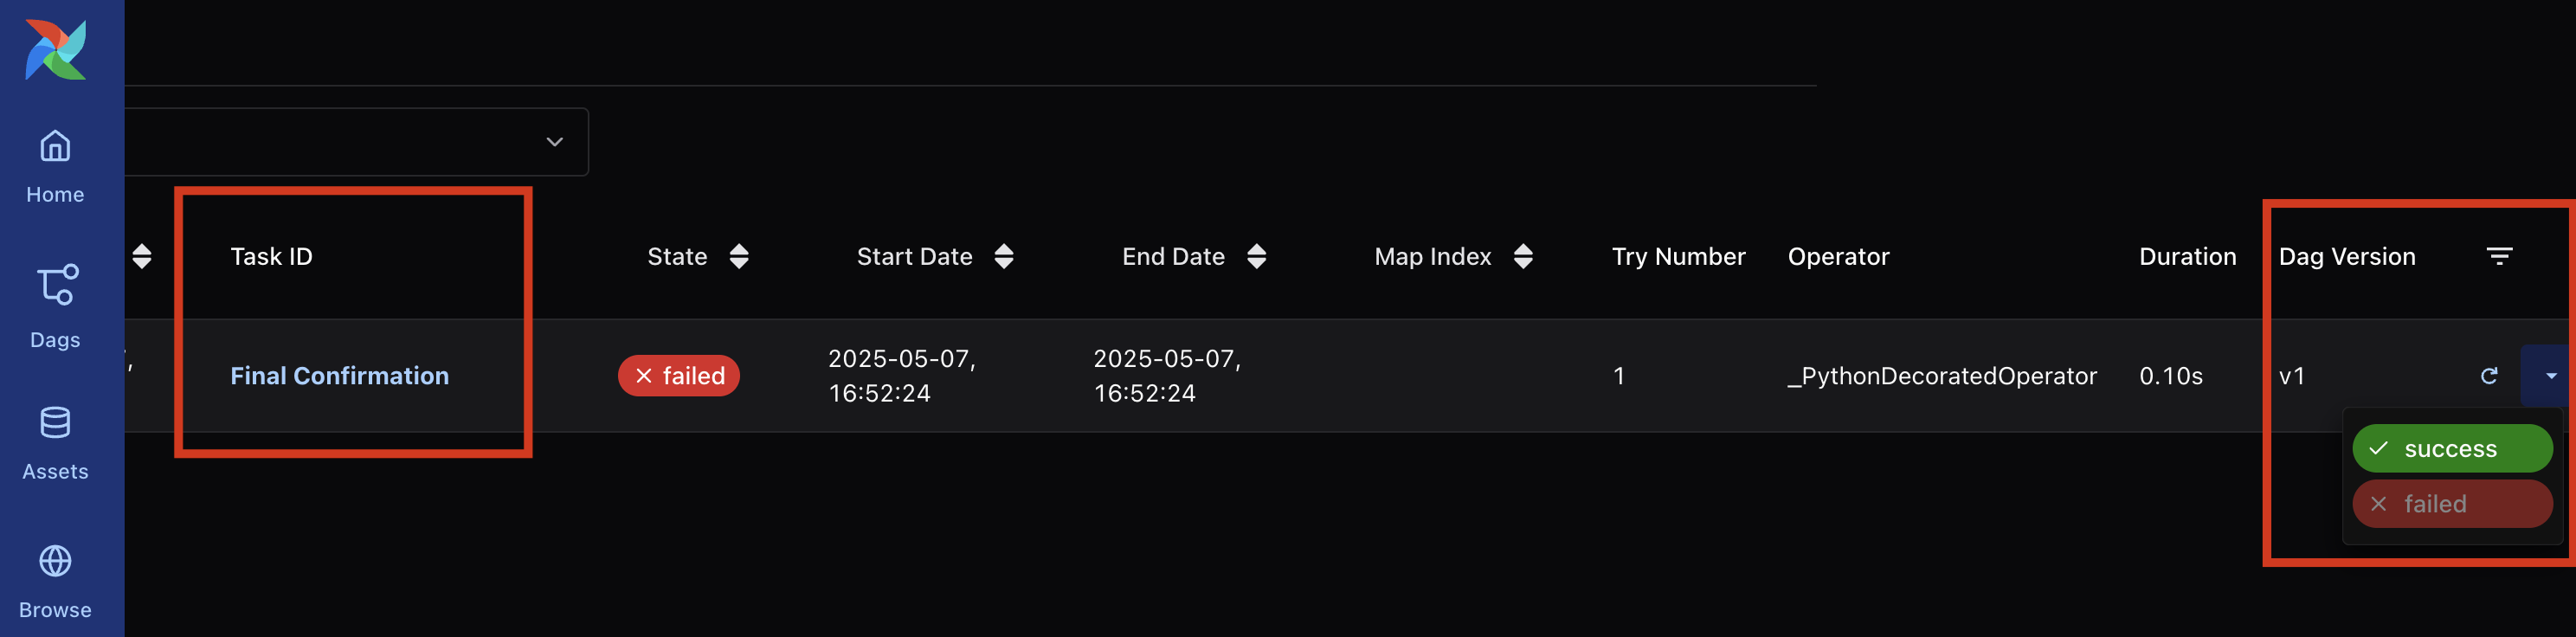 Home
Dags
Assets
Browse
Task ID
State
Start Date
End Date
Map Index
Try Number
Operator
Duration
Dag Version
,
Final Confirmation
failed
2025-05-07,
16:52:24
2025-05-07,
16:52:24
1
_PythonDecoratedOperator
0.10s
v1
success
failed